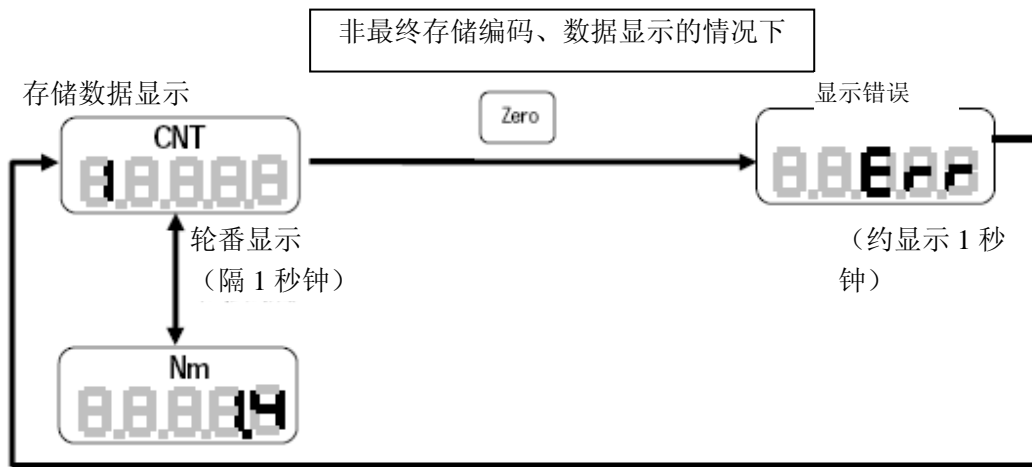 非最终存储编码、数据显示的情况下
存储数据显示
显示错误
CNT
Zero
1
Err
轮番显示
（隔 1 秒钟）
（约显示 1 秒
钟）
Nm
1.4